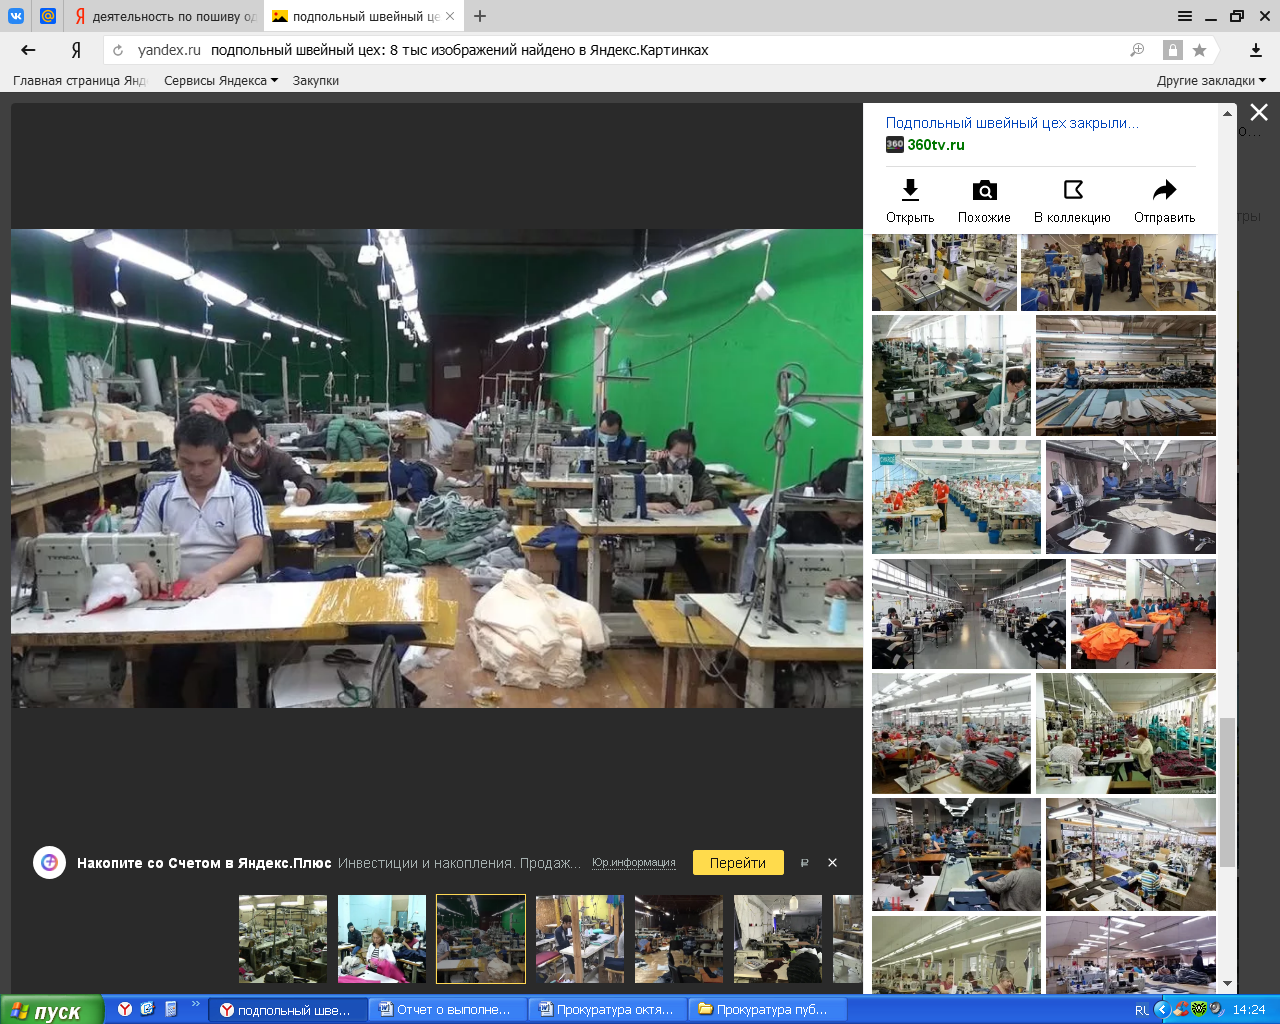 деятельность по пошиву од
подпольный швейный це
yandex.ru подпольный швейный цех: 8 тыс изображений найдено в Яндекс.Картинках
Главная страница Янд
Сервисы Яндекса
Закупки
Другие закладки
Подпольный швейный цех закрыли...
360 360tv.ru
Открыть
Похожие
В коллекцию
Отправить
TYPICAL
Накопите со Счетом в Яндекс.Плюс Инвестиции и накопления. Продаж... Юр.информация Перейти
пуск
подпольный шве...
Отчет о выполне...
Прокуратура октя...
Прокуратура пуб...
RU
14:24